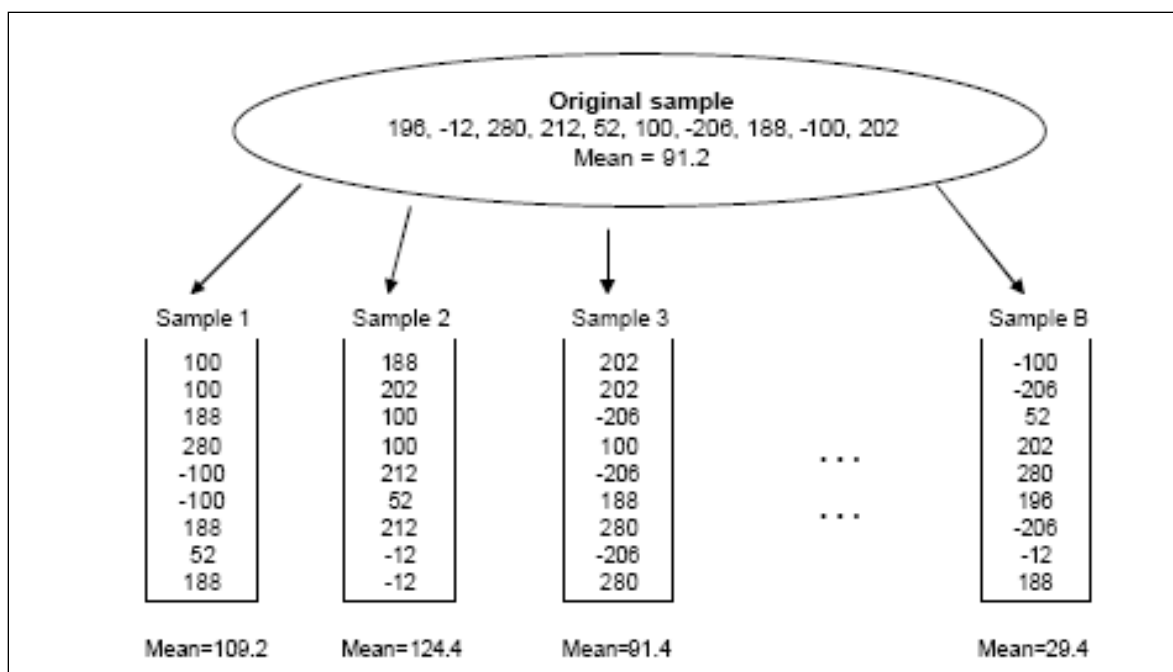 Original sample
196, -12, 280, 212, 52, 100, -206, 188, -100, 202
Mean = 91.2
Sample 1
100
100
188
280
-100
-100
188
52
188
Mean=109.2
Sample 2
188
202
100
100
212
52
212
-12
-12
Mean=124.4
Sample 3
202
202
-206
100
-206
188
280
-206
280
Mean=91.4
. . .
. . .
Sample B
-100
-206
52
202
280
196
-206
-12
188
Mean=29.4